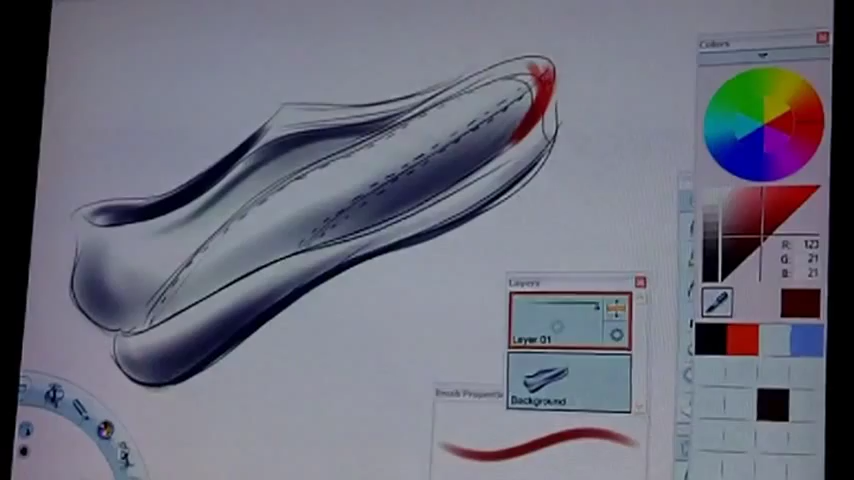 Colors
R: 123
G: 21
B: 21
Layers
Layer 01
Background
Brush Properties